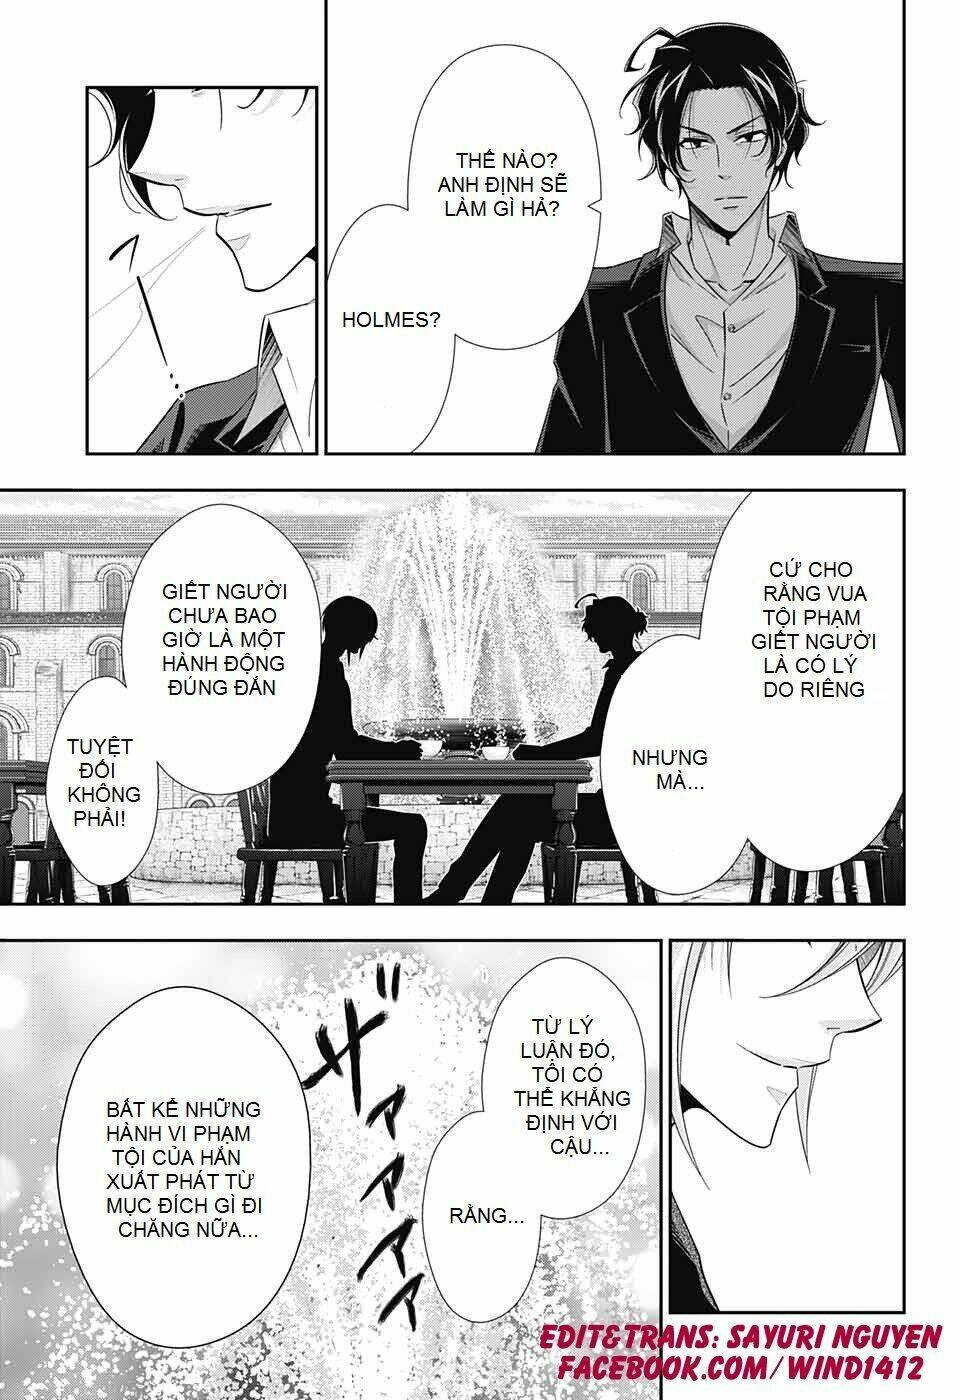 THẾ NÀO?
ANH ĐỊNH SẼ
LÀM GÌ HẢ?
HOLMES?
CỨ CHO
RẰNG VUA
TỘI PHẠM
GIẾT NGƯỜI
LÀ CÓ LÝ
DO RIÊNG
NHƯNG
MÀ...
GIẾT NGƯỜI
CHƯA BAO
GIỜ LÀ MỘT
HÀNH ĐỘNG
ĐÚNG ĐẮN
TUYỆT
ĐỐI
KHÔNG
PHẢI!
TỪ LÝ
LUẬN ĐÓ,
TÔI CÓ
THỂ KHẲNG
ĐỊNH VỚI
CẬU...
RẰNG...
BẤT KỂ NHỮNG
HÀNH VI PHẠM
TỘI CỦA HẮN
XUẤT PHÁT TỪ
MỤC ĐÍCH GÌ ĐI
CHĂNG NỮA...
EDIT&TRANS: SAYURI NGUYEN
FACEBOOK.COM/WIND1412